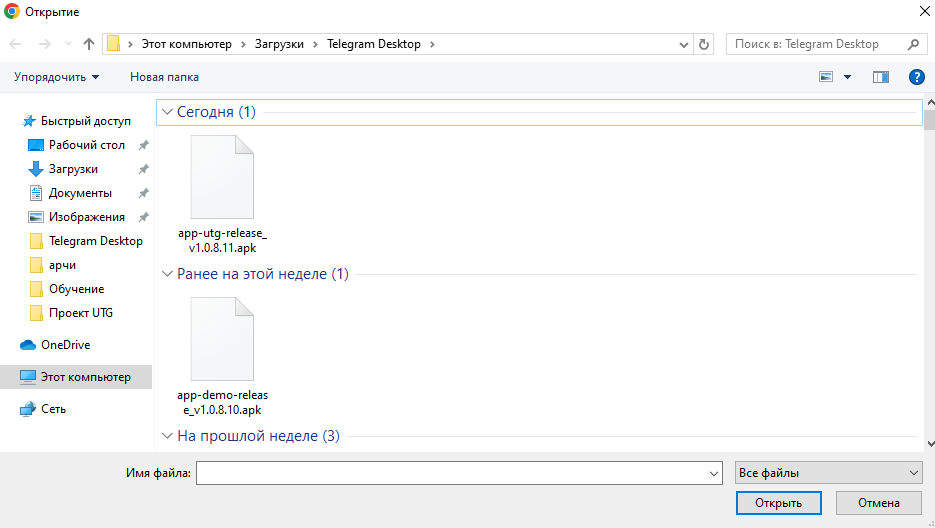 Открытие
Этот компьютер > Загрузки > Telegram Desktop >
Поиск в: Telegram Desktop
Упорядочить
Новая папка
Быстрый доступ
Рабочий стол
Загрузки
Документы
Изображения
Telegram Desktop
арчи
Обучение
Проект UTG
OneDrive
Этот компьютер
Сеть
Сегодня (1)
app-utg-release_
v1.0.8.11.apk
Ранее на этой неделе (1)
app-demo-releas
e_v1.0.8.10.apk
На прошлой неделе (3)
Имя файла:
Все файлы
Открыть
Отмена